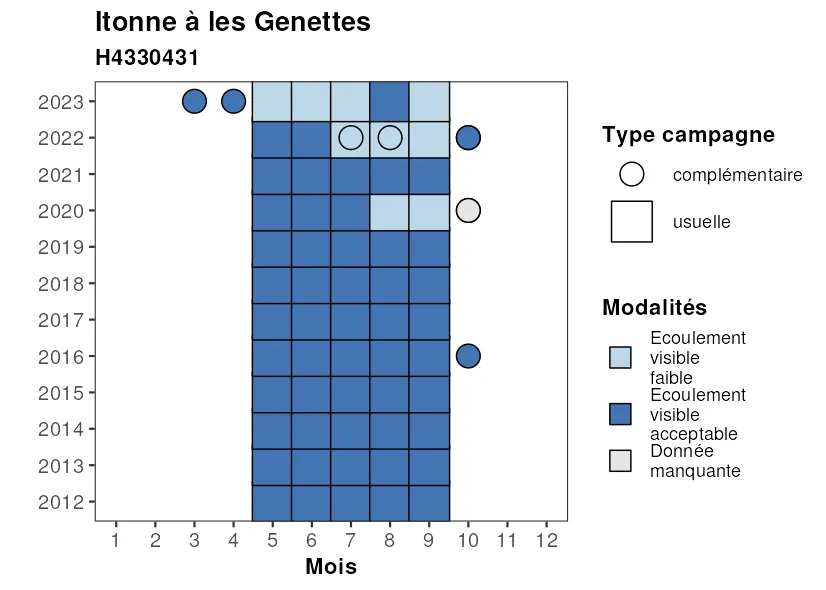 Itonne à les Genettes
H4330431
2023
2022
2021
2020
2019
2018
2017
2016
2015
2014
2013
2012
1 2 3 4 5 6 7 8 9 10 11 12
Mois
Type campagne
complémentaire
usuelle
Modalités
Ecoulement
visible
faible
Ecoulement
visible
acceptable
Donnée
manquante